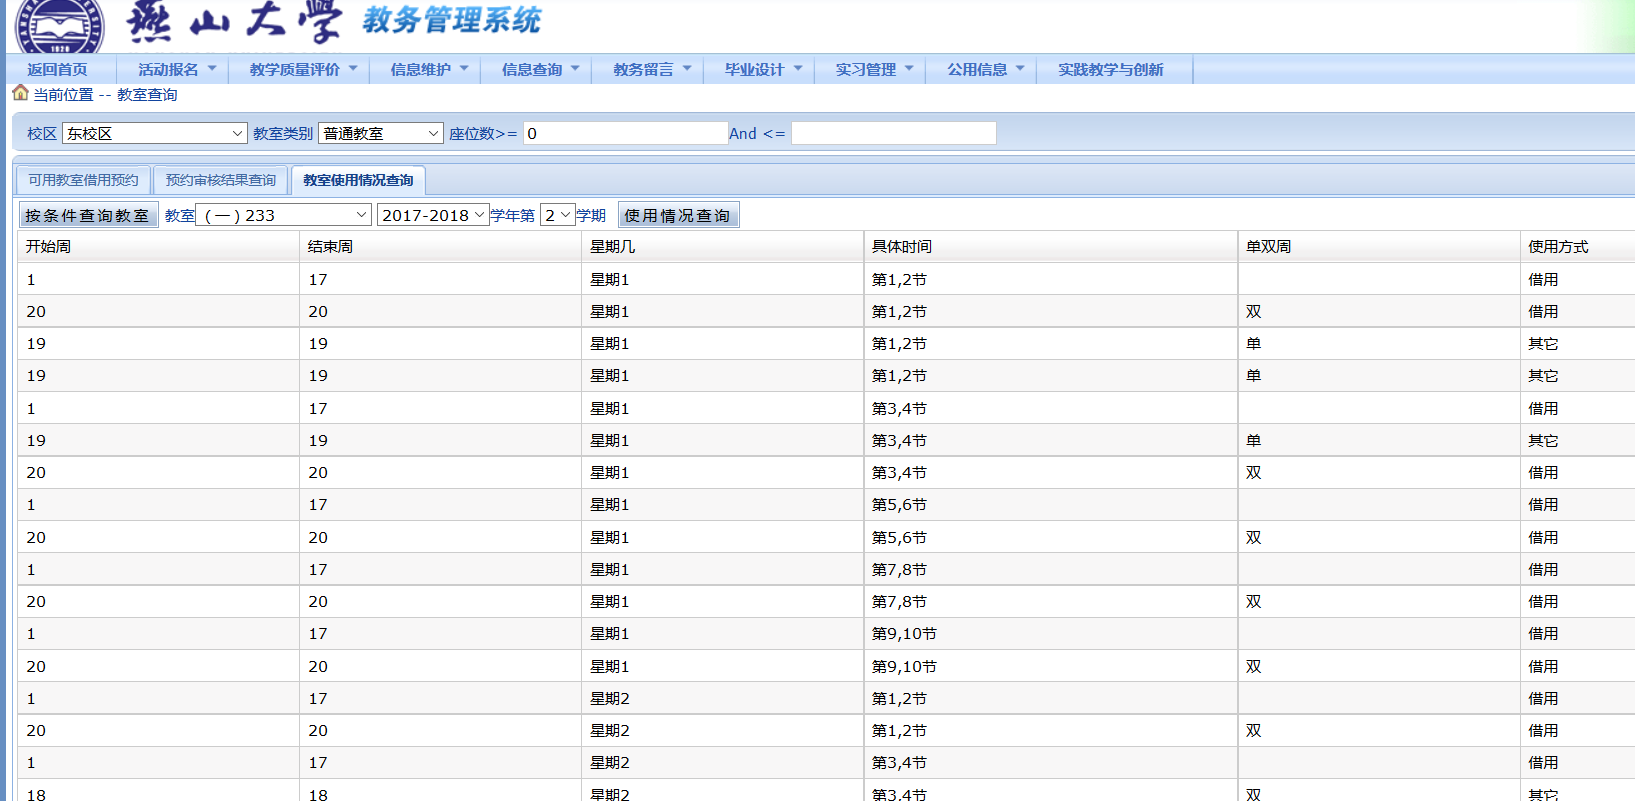 燕山大學 教务管理系统
返回首页 活动报名 教学质量评价 信息维护 信息查询 教务留言 毕业设计 实习管理 公用信息 实践教学与创新
当前位置 -- 教室查询
校区 东校区 教室类别 普通教室 座位数>= 0 And <=
可用教室借用预约 预约审核结果查询 教室使用情况查询
按条件查询教室 教室 (一)233 2017-2018 学年第 2 学期 使用情况查询
开始周 结束周 星期几 具体时间 单双周 使用方式
1 17 星期1 第1,2节 借用
20 20 星期1 第1,2节 双 借用
19 19 星期1 第1,2节 单 其它
19 19 星期1 第1,2节 单 其它
1 17 星期1 第3,4节 借用
19 19 星期1 第3,4节 单 其它
20 20 星期1 第3,4节 双 借用
1 17 星期1 第5,6节 借用
20 20 星期1 第5,6节 双 借用
1 17 星期1 第7,8节 借用
20 20 星期1 第7,8节 双 借用
1 17 星期1 第9,10节 借用
20 20 星期1 第9,10节 双 借用
1 17 星期2 第1,2节 借用
20 20 星期2 第1,2节 双 借用
1 17 星期2 第3,4节 借用
18 18 星期2 第3,4节 双 其它